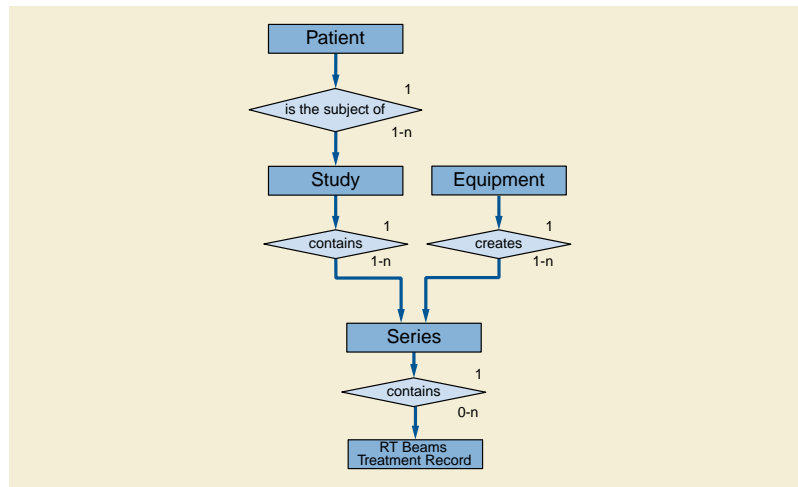 Patient
1
is the subject of
1-n
Study
Equipment
1
1
contains
creates
1-n
1-n
Series
1
contains
0-n
RT Beams
Treatment Record